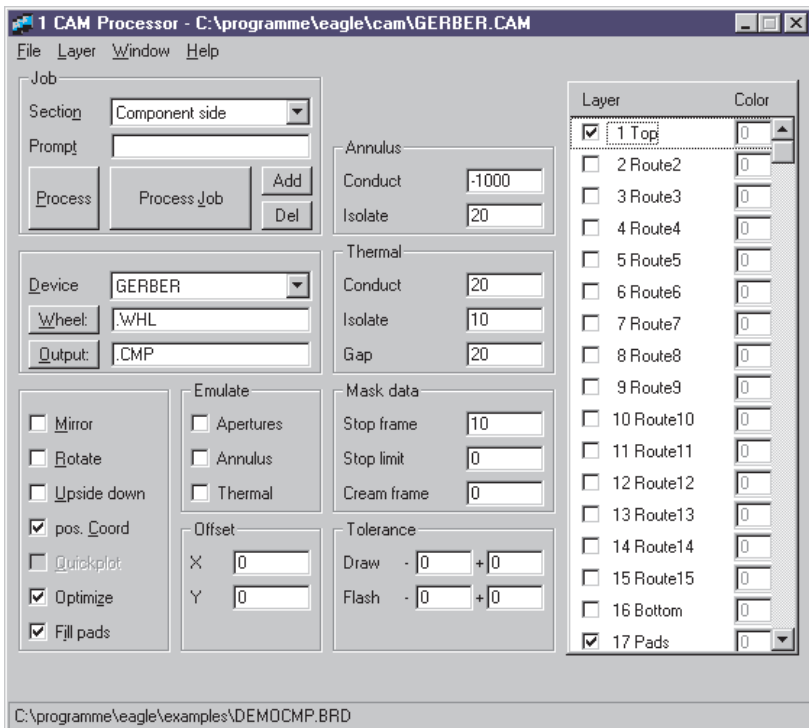 1 CAM Processor - C:\programme\eagle\cam\GERBER.CAM
File Layer Window Help
Job
Section Component side
Prompt
Process Process Job Add
Del
Device GERBER
Wheel: .WHL
Output: .CMP
Mirror
Rotate
Upside down
pos. Coord
Quickplot
Optimize
Fill pads
Emulate
Apertures
Annulus
Thermal
Offset
X 0
Y 0
Annulus
Conduct -1000
Isolate 20
Thermal
Conduct 20
Isolate 10
Gap 20
Mask data
Stop frame 10
Stop limit 0
Cream frame 0
Tolerance
Draw - 0 + 0
Flash - 0 + 0
Layer Color
1 Top 0
2 Route2 0
3 Route3 0
4 Route4 0
5 Route5 0
6 Route6 0
7 Route7 0
8 Route8 0
9 Route9 0
10 Route10 0
11 Route11 0
12 Route12 0
13 Route13 0
14 Route14 0
15 Route15 0
16 Bottom 0
17 Pads 0
C:\programme\eagle\examples\DEMOCMP.BRD